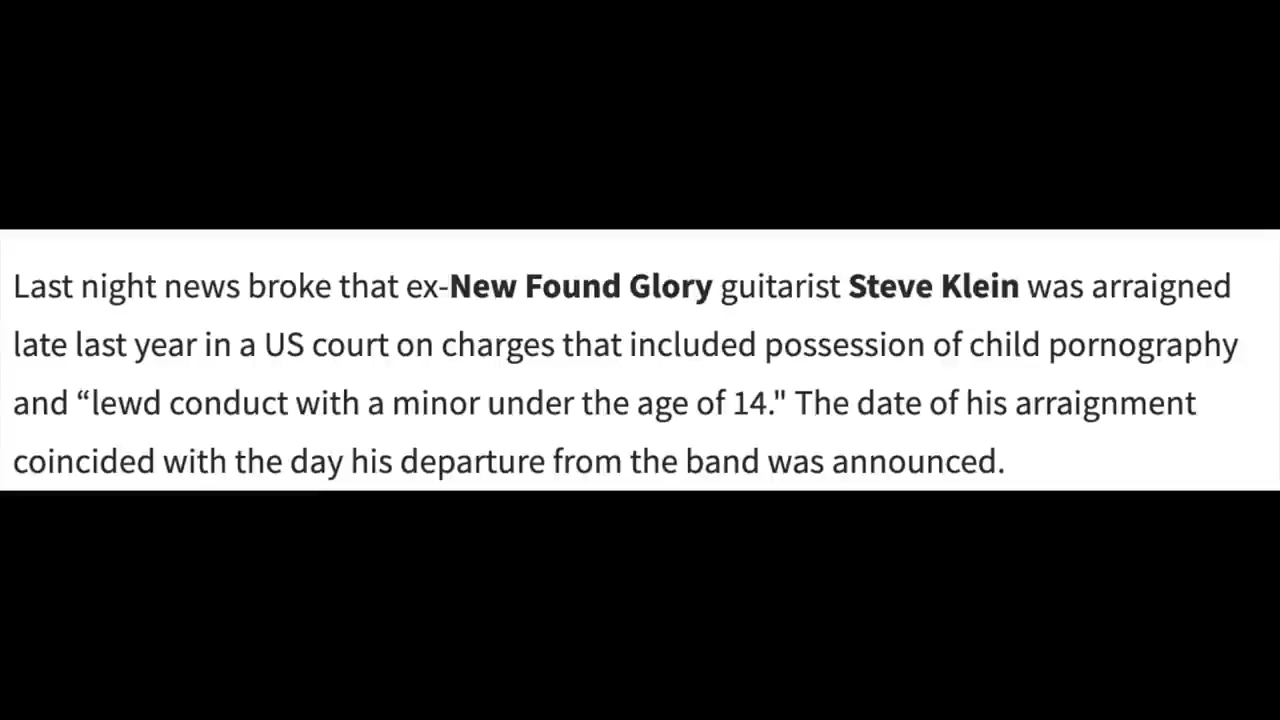 Last night news broke that ex-New Found Glory guitarist Steve Klein was arraigned
late last year in a US court on charges that included possession of child pornography
and “lewd conduct with a minor under the age of 14." The date of his arraignment
coincided with the day his departure from the band was announced.